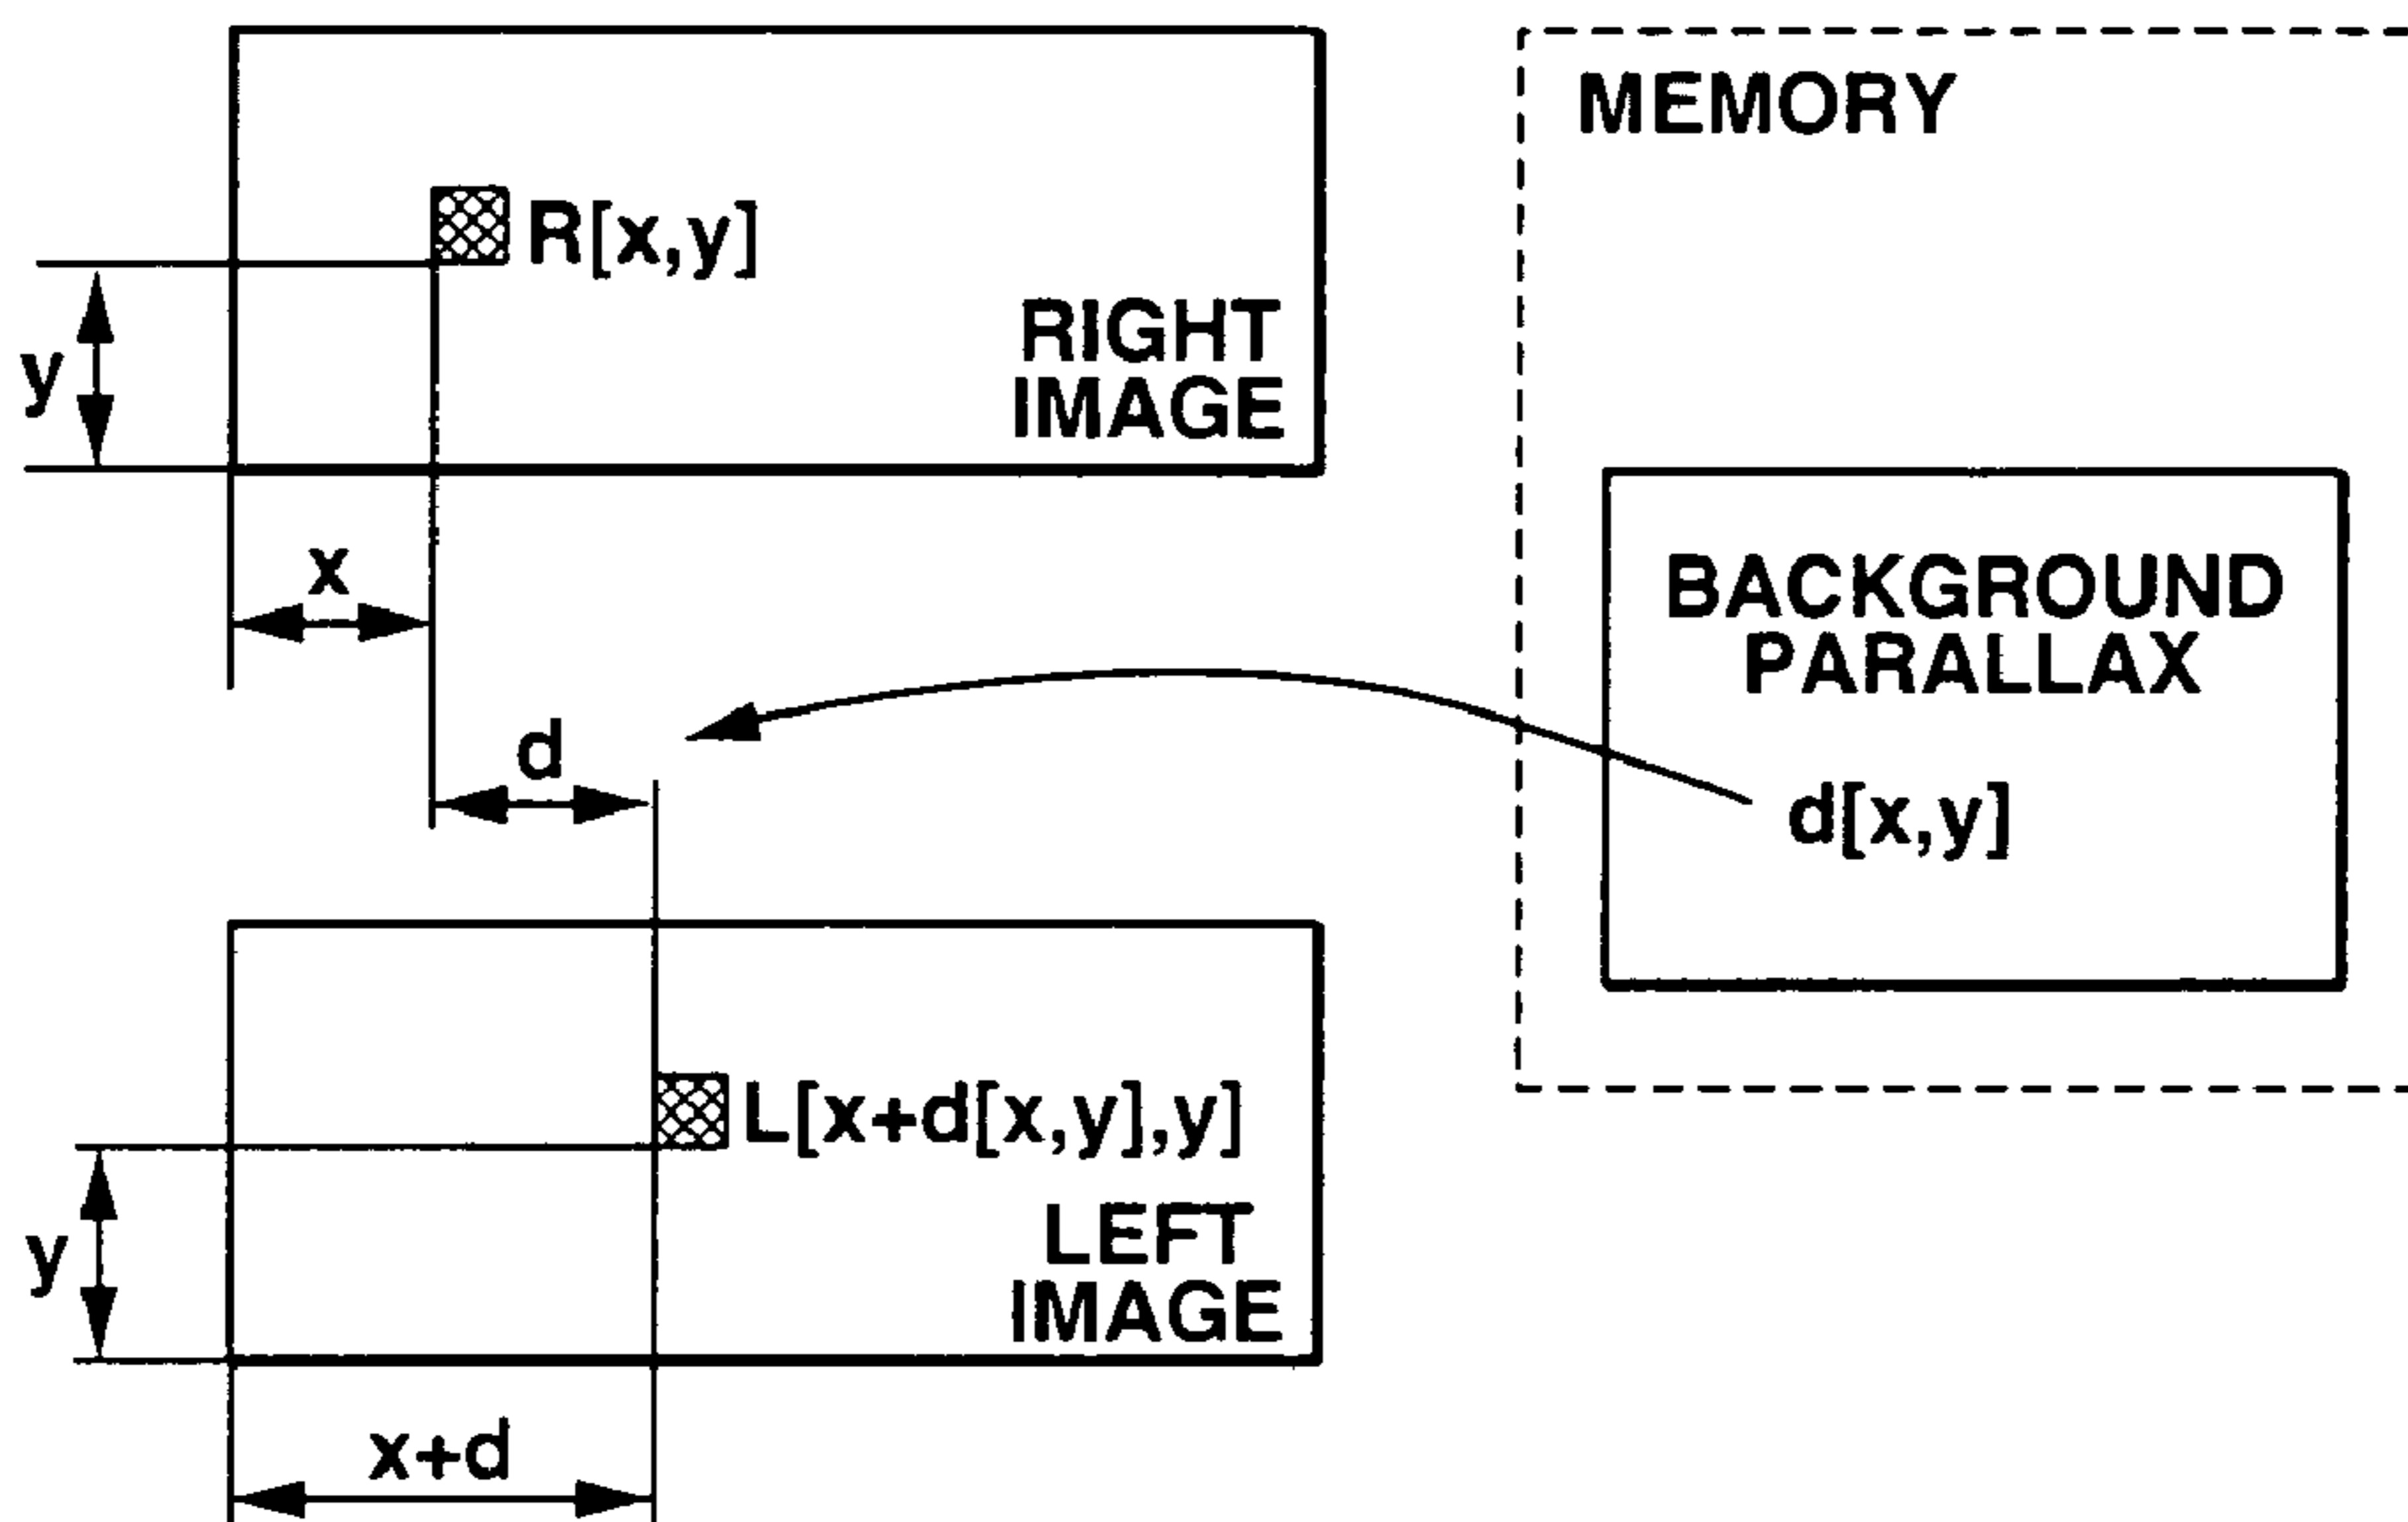 R[x,y]
RIGHT
IMAGE
y
x
d
MEMORY
BACKGROUND
PARALLAX
d[x,y]
L[x+d[x,y],y]
LEFT
IMAGE
y
x+d